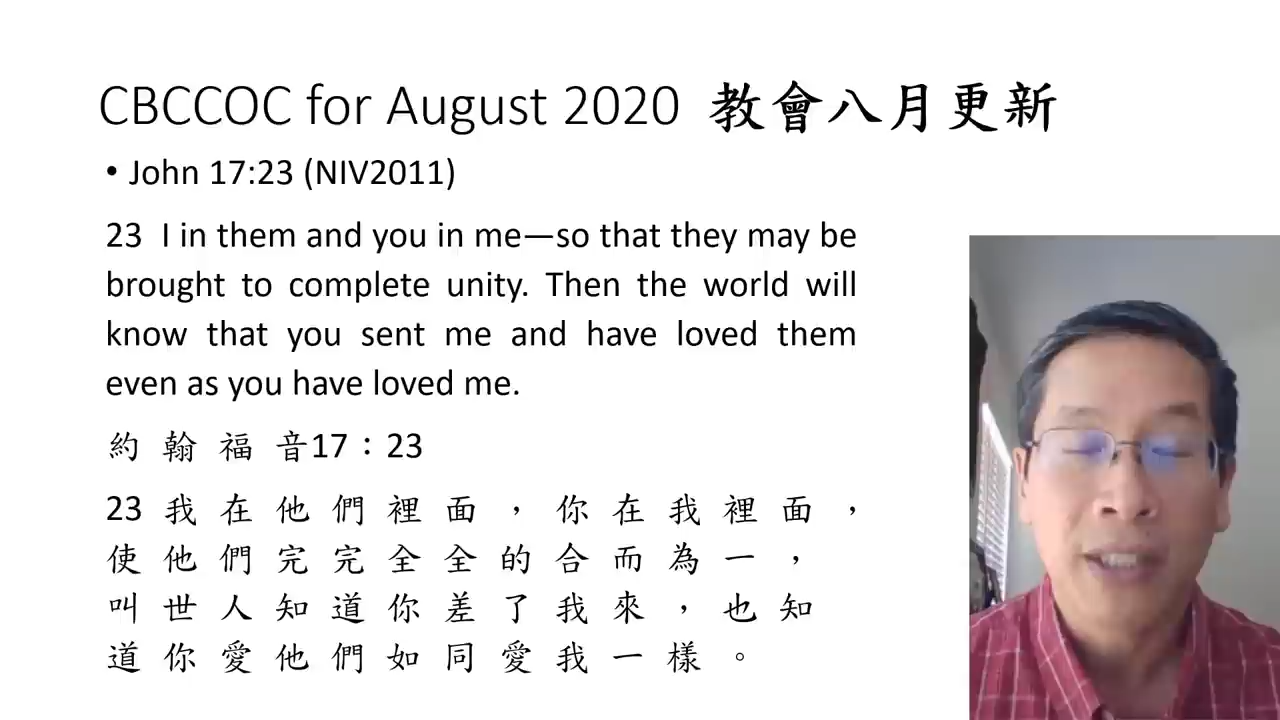 CBCCOC for August 2020 教會八月更新
• John 17:23 (NIV2011)
23 I in them and you in me—so that they may be
brought to complete unity. Then the world will
know that you sent me and have loved them
even as you have loved me.
約翰福音17：23
23 我在他們裡面，你在我裡面，
使他們完完全全的合而為一，
叫世人知道你差了我來，也知
道你愛他們如同愛我一樣。